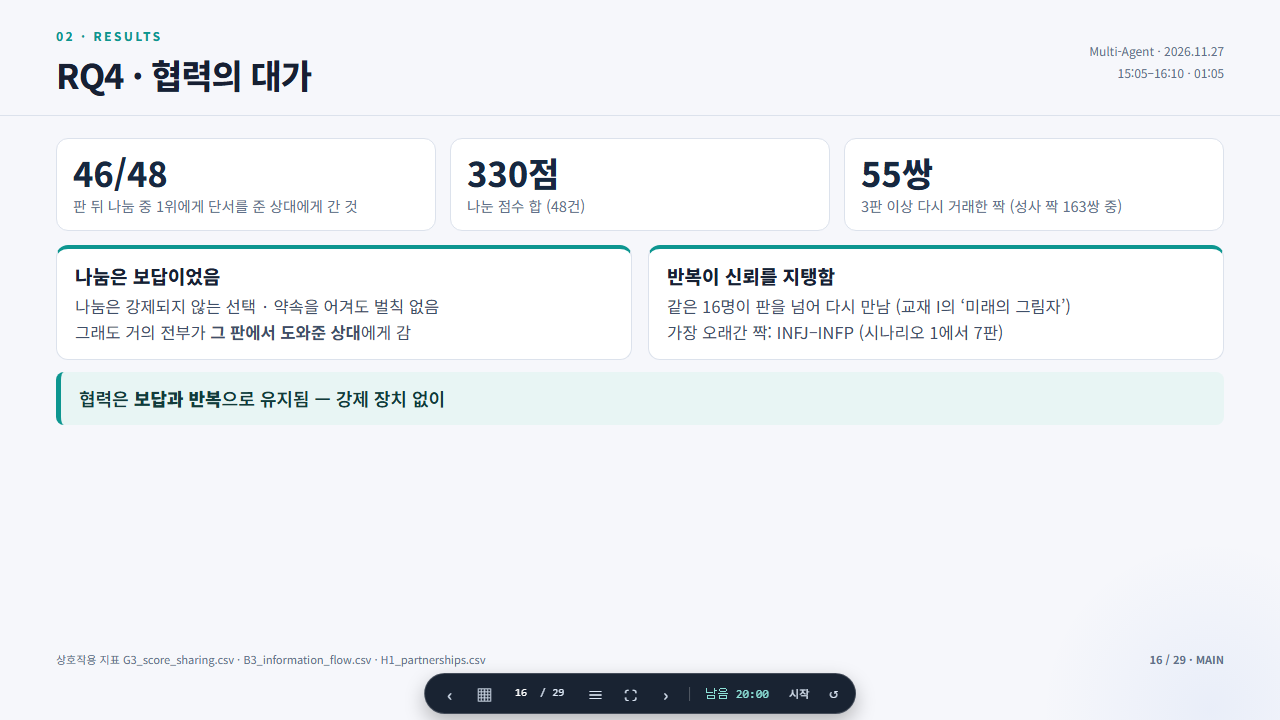 02 · RESULTS
RQ4 · 협력의 대가
Multi-Agent · 2026.11.27
15:05–16:10 · 01:05
46/48
판 뒤 나눔 중 1위에게 단서를 준 상대에게 간 것
330점
나눈 점수 합 (48건)
55쌍
3판 이상 다시 거래한 짝 (성사 짝 163쌍 중)
나눔은 보답이었음
나눔은 강제되지 않는 선택 · 약속을 어겨도 벌칙 없음
그래도 거의 전부가 그 판에서 도와준 상대에게 감
반복이 신뢰를 지탱함
같은 16명이 판을 넘어 다시 만남 (교재 I의 ‘미래의 그림자’)
가장 오래간 짝: INFJ–INFP (시나리오 1에서 7판)
협력은 보답과 반복으로 유지됨 — 강제 장치 없이
상호작용 지표 G3_score_sharing.csv · B3_information_flow.csv · H1_partnerships.csv
16 / 29 · MAIN
16 / 29
남음 20:00
시작